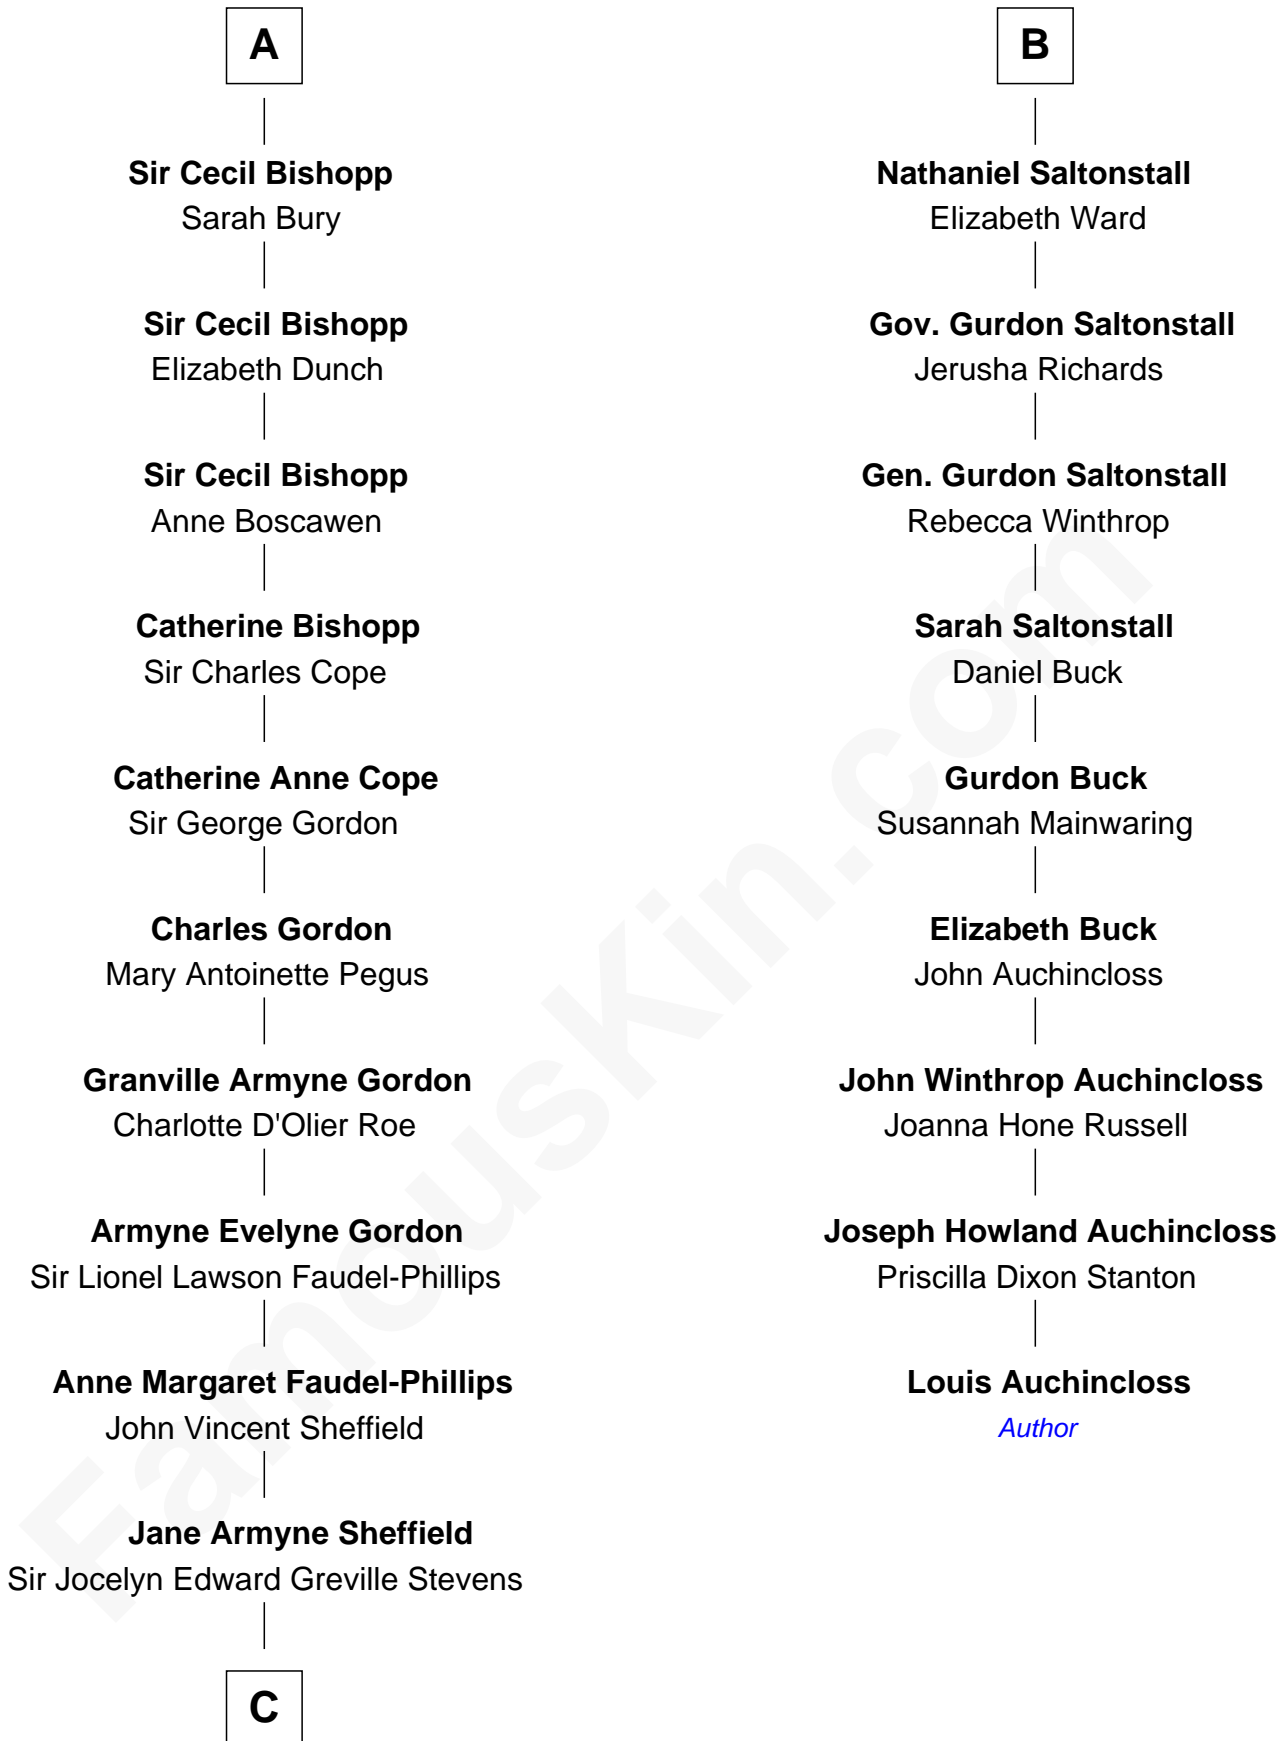 A
Sir Cecil Bishopp
Sarah Bury
Sir Cecil Bishopp
Elizabeth Dunch
Sir Cecil Bishopp
Anne Boscawen
Catherine Bishopp
Sir Charles Cope
Catherine Anne Cope
Sir George Gordon
Charles Gordon
Mary Antoinette Pegus
Granville Armyne Gordon
Charlotte D'Olier Roe
Armyne Evelyne Gordon
Sir Lionel Lawson Faudel-Phillips
Anne Margaret Faudel-Phillips
John Vincent Sheffield
Jane Armyne Sheffield
Sir Jocelyn Edward Greville Stevens
C
B
Nathaniel Saltonstall
Elizabeth Ward
Gov. Gurdon Saltonstall
Jerusha Richards
Gen. Gurdon Saltonstall
Rebecca Winthrop
Sarah Saltonstall
Daniel Buck
Gurdon Buck
Susannah Mainwaring
Elizabeth Buck
John Auchincloss
John Winthrop Auchincloss
Joanna Hone Russell
Joseph Howland Auchincloss
Priscilla Dixon Stanton
Louis Auchincloss
Author
FamousKin.com